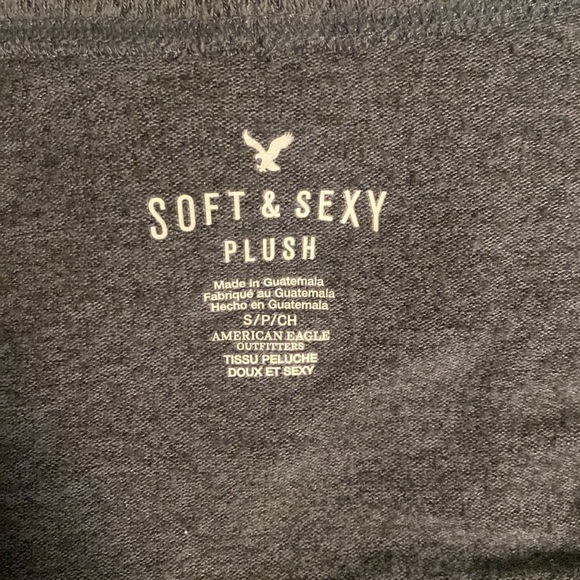 SOFT & SEXY
PLUSH
Made in Guatemala
Fabriqué au Guatemala
Hecho en Guatemala
S/P/CH
AMERICAN EAGLE
OUTFITTERS
TISSU PELUCHE
DOUX ET SEXY